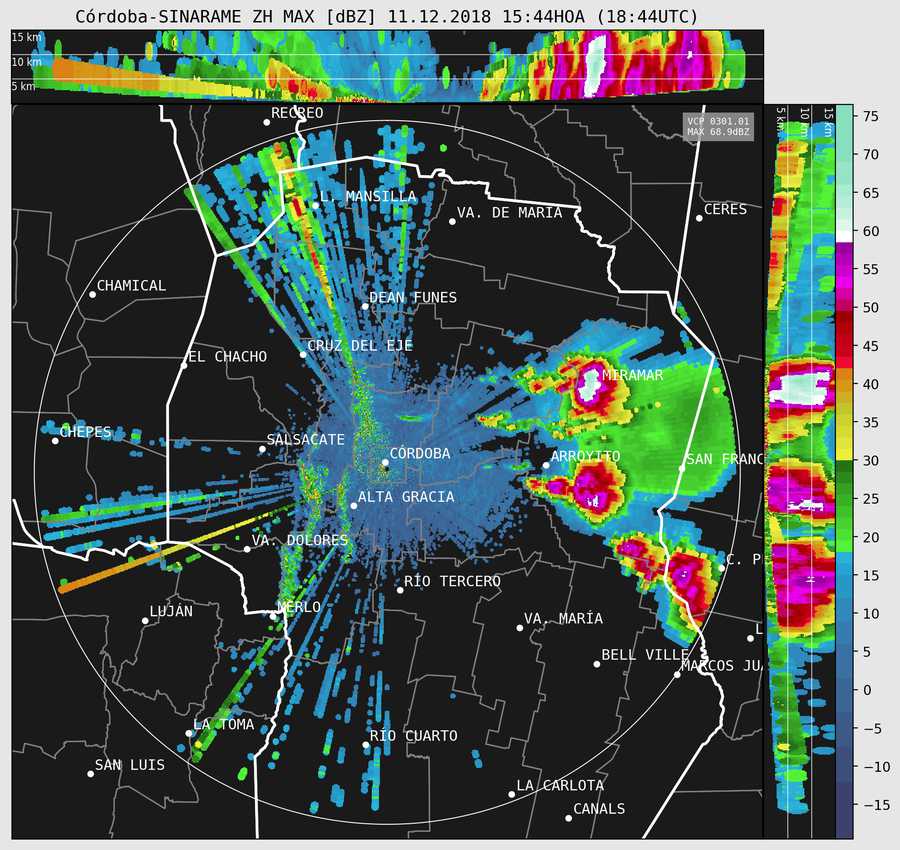 Córdoba-SINARAME ZH MAX [dBZ] 11.12.2018 15:44HOA (18:44UTC)
15 km
10 km
5 km
RECREO
VCP 0301.01
MAX 68.9dBZ
5 km
10 km
15 km
L. MANSILLA
VA. DE MARIA
CERES
CHAMICAL
DEAN FUNES
CRUZ DEL EJE
EL CHACHO
MIRAMAR
CHEPES
SALSACATE
CÓRDOBA
ARROYITO
SAN FRANC
ALTA GRACIA
VA. DOLORES
C. P
RÍO TERCERO
LUJÁN
MERLO
VA. MARÍA
L
BELL VILLE
MARCOS JUA
LA TOMA
RÍO CUARTO
SAN LUIS
LA CARLOTA
CANALS
75
70
65
60
55
50
45
40
35
30
25
20
15
10
5
0
−5
−10
−15